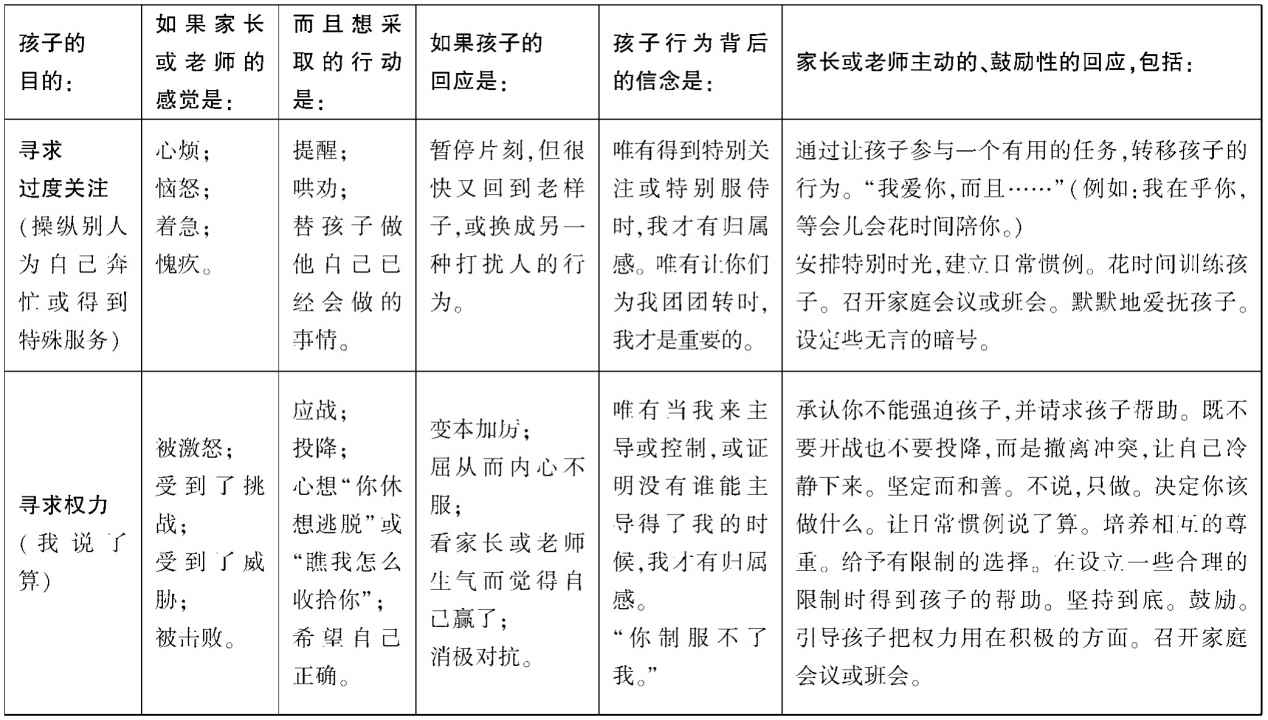 孩子的
目的：
如果家长
或老师的
感觉是：
而且想采
取的行动
是：
如果孩子的
回应是：
孩子行为背后
的信念是：
家长或老师主动的、鼓励性的回应，包括：
寻求
过度关注
（操纵别人
为自己奔
忙或得到
特殊服务）
心烦；
恼怒；
着急；
愧疚。
提醒；
哄劝；
替孩子做
他自己已
经会做的
事情。
暂停片刻，但很
快又回到老样
子，或换成另一
种打扰人的行
为。
唯有得到特别关
注或特别服侍
时，我才有归属
感。唯有让你们
为我团团转时，
我才是重要的。
通过让孩子参与一个有用的任务，转移孩子的
行为。“我爱你，而且……”（例如：我在乎你，
等会儿会花时间陪你。）
安排特别时光，建立日常惯例。花时间训练孩
子。召开家庭会议或班会。默默地爱抚孩子。
设定些无言的暗号。
寻求权力
（我说了
算）
被激怒；
受到了挑
战；
受到了威
胁；
被击败。
应战；
投降；
心想“你休
想逃脱”或
“瞧我怎么
收拾你”；
希望自己
正确。
变本加厉；
屈从而内心不
服；
看家长或老师
生气而觉得自
己赢了；
消极对抗。
唯有当我来主
导或控制，或证
明没有谁能主
导得了我的时
候，我才有归属
感。
“你制服不了
我。”
承认你不能强迫孩子，并请求孩子帮助。既不
要开战也不要投降，而是撤离冲突，让自己冷
静下来。坚定而和善。不说，只做。决定你该
做什么。让日常惯例说了算。培养相互的尊
重。给予有限制的选择。在设立一些合理的
限制时得到孩子的帮助。坚持到底。鼓励。
引导孩子把权力用在积极的方面。召开家庭
会议或班会。